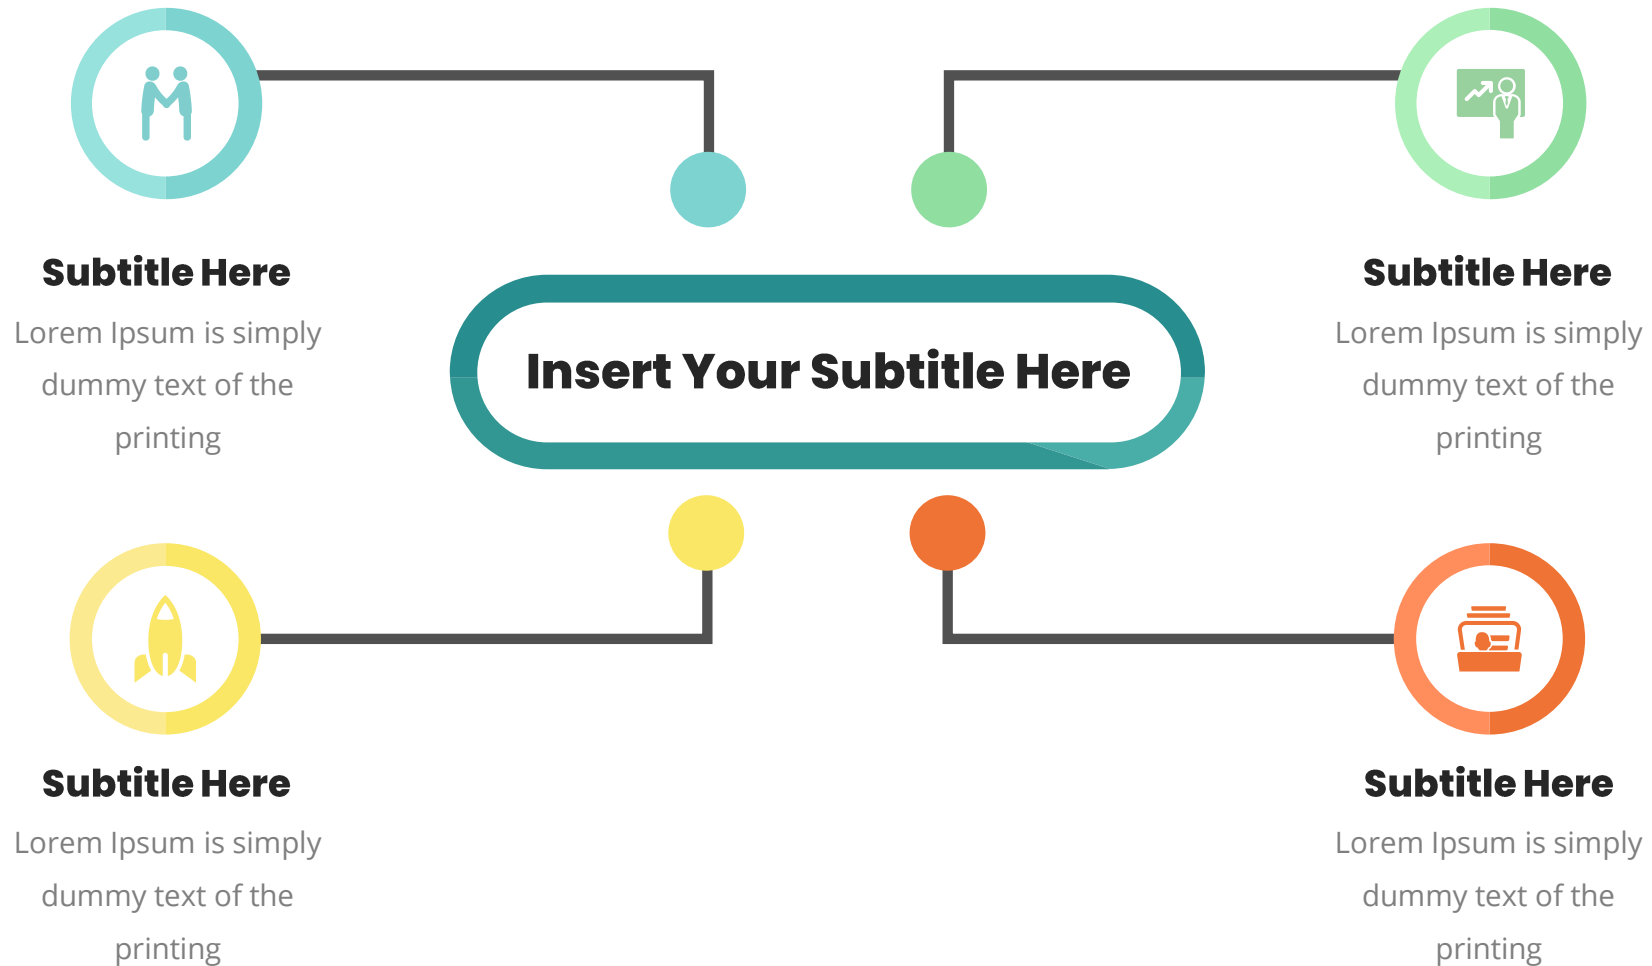 Subtitle Here
Lorem Ipsum is simply
dummy text of the
printing
Subtitle Here
Lorem Ipsum is simply
dummy text of the
printing
Insert Your Subtitle Here
Subtitle Here
Lorem Ipsum is simply
dummy text of the
printing
Subtitle Here
Lorem Ipsum is simply
dummy text of the
printing